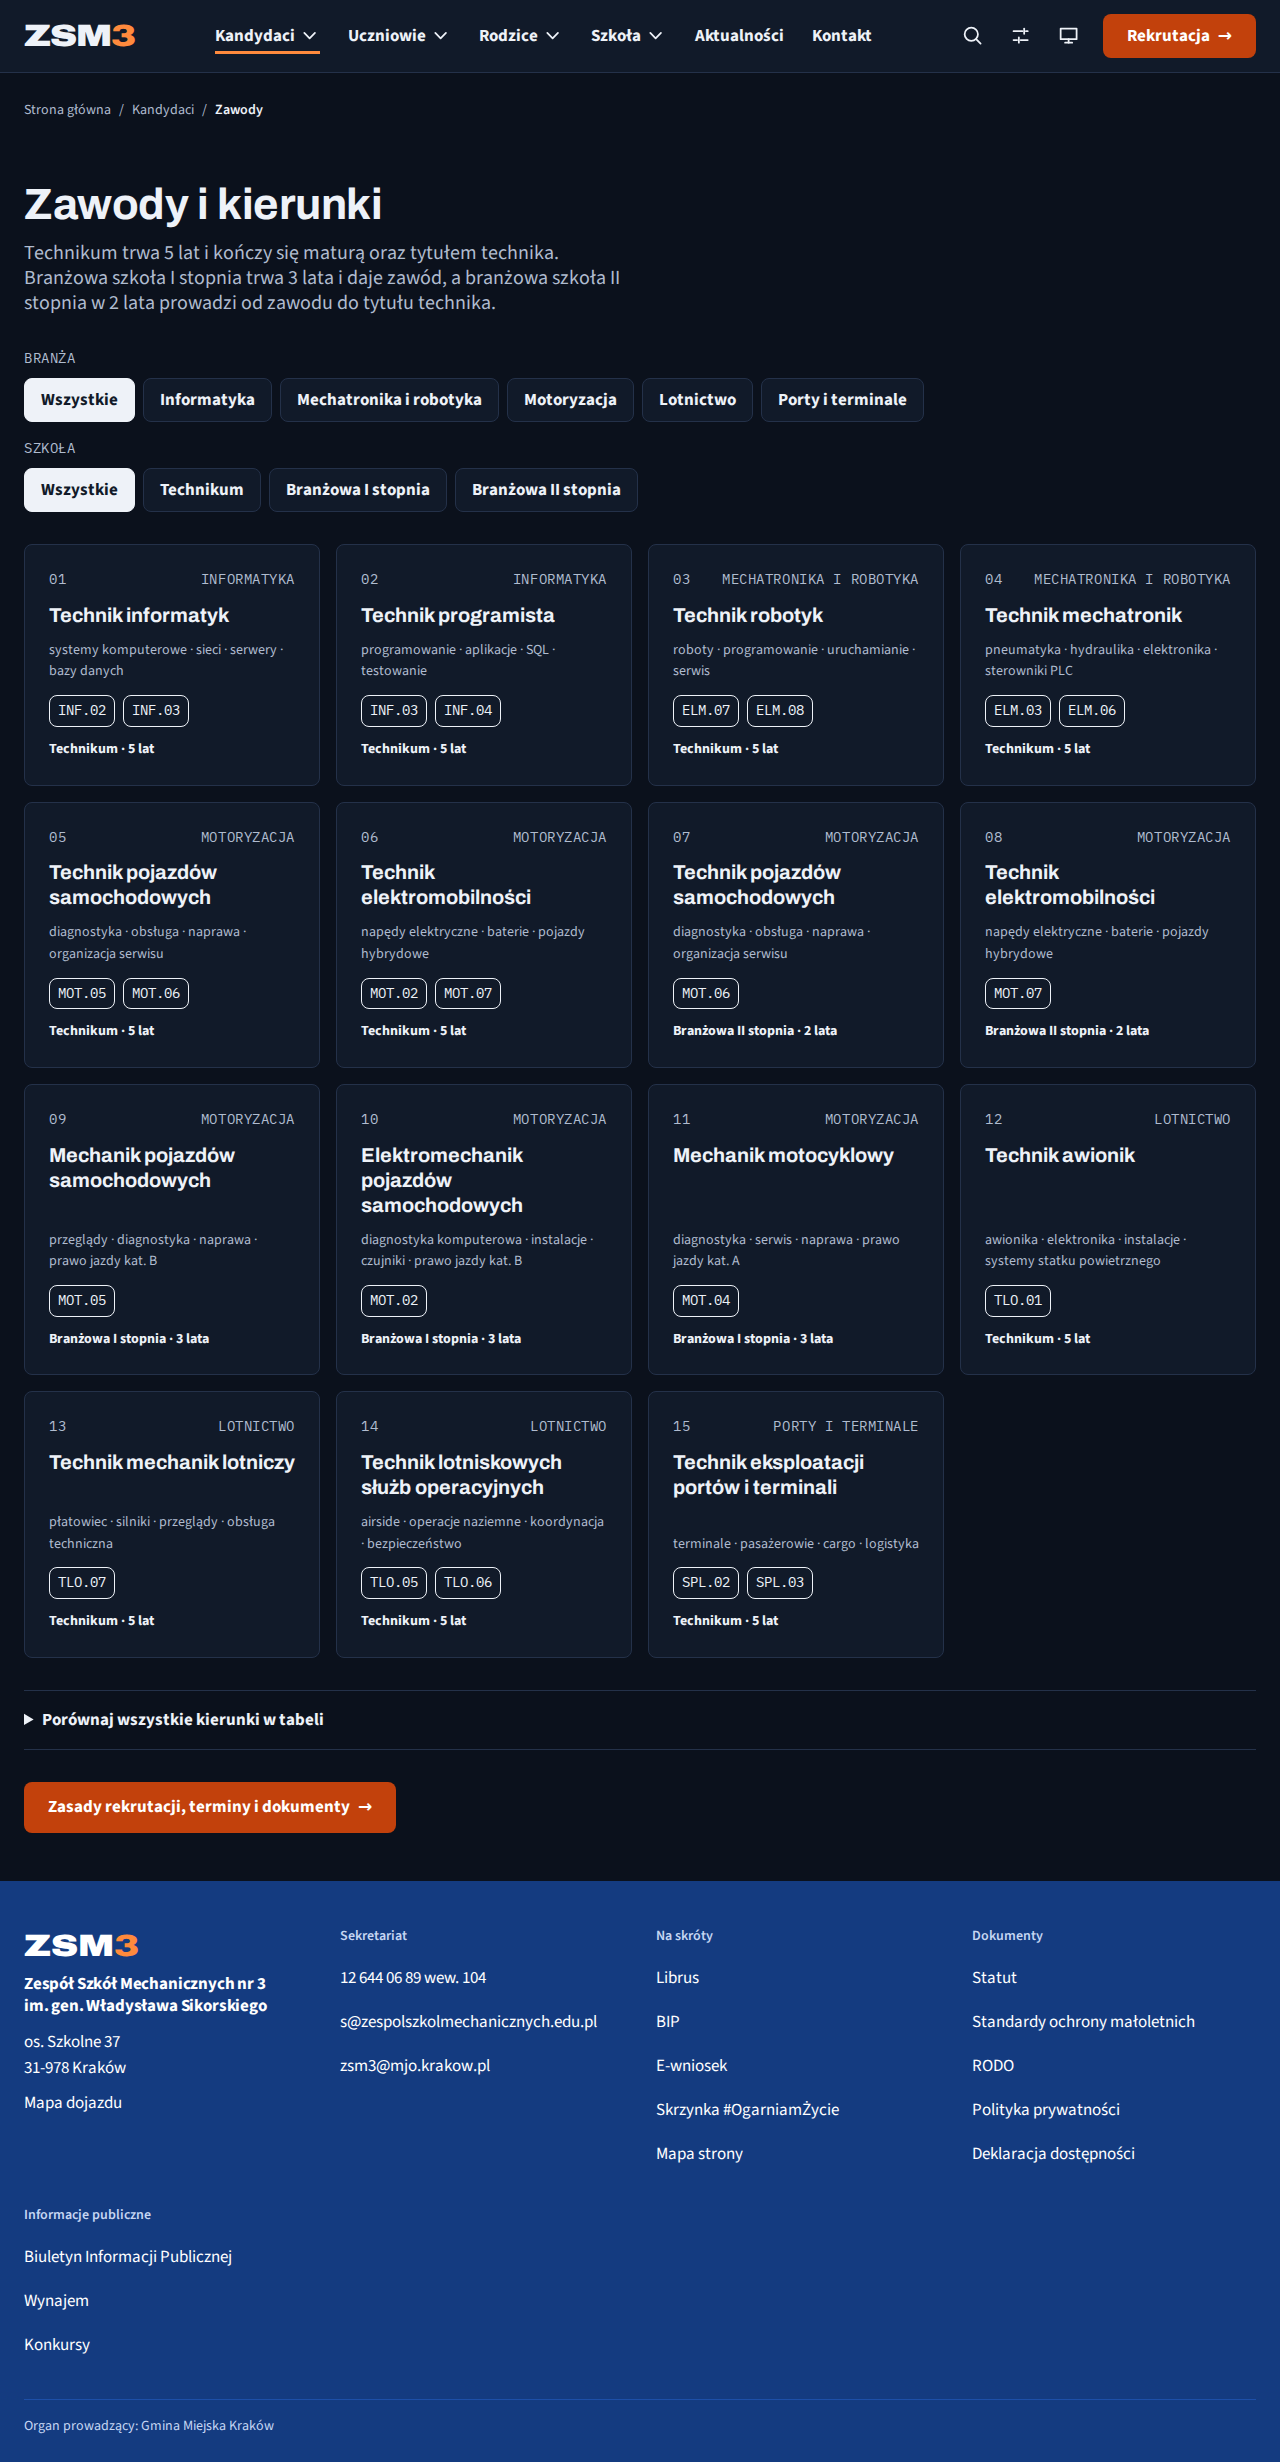 ZSM3
Kandydaci
Uczniowie
Rodzice
Szkoła
Aktualności
Kontakt
Rekrutacja →
Strona główna / Kandydaci / Zawody
Zawody i kierunki
Technikum trwa 5 lat i kończy się maturą oraz tytułem technika.
Branżowa szkoła I stopnia trwa 3 lata i daje zawód, a branżowa szkoła II
stopnia w 2 lata prowadzi od zawodu do tytułu technika.
BRANŻA
Wszystkie
Informatyka
Mechatronika i robotyka
Motoryzacja
Lotnictwo
Porty i terminale
SZKOŁA
Wszystkie
Technikum
Branżowa I stopnia
Branżowa II stopnia
01 INFORMATYKA
Technik informatyk
systemy komputerowe · sieci · serwery ·
bazy danych
INF.02 INF.03
Technikum · 5 lat
02 INFORMATYKA
Technik programista
programowanie · aplikacje · SQL ·
testowanie
INF.03 INF.04
Technikum · 5 lat
03 MECHATRONIKA I ROBOTYKA
Technik robotyk
roboty · programowanie · uruchamianie ·
serwis
ELM.07 ELM.08
Technikum · 5 lat
04 MECHATRONIKA I ROBOTYKA
Technik mechatronik
pneumatyka · hydraulika · elektronika ·
sterowniki PLC
ELM.03 ELM.06
Technikum · 5 lat
05 MOTORYZACJA
Technik pojazdów
samochodowych
diagnostyka · obsługa · naprawa ·
organizacja serwisu
MOT.05 MOT.06
Technikum · 5 lat
06 MOTORYZACJA
Technik
elektromobilności
napędy elektryczne · baterie · pojazdy
hybrydowe
MOT.02 MOT.07
Technikum · 5 lat
07 MOTORYZACJA
Technik pojazdów
samochodowych
diagnostyka · obsługa · naprawa ·
organizacja serwisu
MOT.06
Branżowa II stopnia · 2 lata
08 MOTORYZACJA
Technik
elektromobilności
napędy elektryczne · baterie · pojazdy
hybrydowe
MOT.07
Branżowa II stopnia · 2 lata
09 MOTORYZACJA
Mechanik pojazdów
samochodowych
przeglądy · diagnostyka · naprawa ·
prawo jazdy kat. B
MOT.05
Branżowa I stopnia · 3 lata
10 MOTORYZACJA
Elektromechanik
pojazdów
samochodowych
diagnostyka komputerowa · instalacje ·
czujniki · prawo jazdy kat. B
MOT.02
Branżowa I stopnia · 3 lata
11 MOTORYZACJA
Mechanik motocyklowy
diagnostyka · serwis · naprawa · prawo
jazdy kat. A
MOT.04
Branżowa I stopnia · 3 lata
12 LOTNICTWO
Technik awionik
awionika · elektronika · instalacje ·
systemy statku powietrznego
TLO.01
Technikum · 5 lat
13 LOTNICTWO
Technik mechanik lotniczy
płatowiec · silniki · przeglądy · obsługa
techniczna
TLO.07
Technikum · 5 lat
14 LOTNICTWO
Technik lotniskowych
służb operacyjnych
airside · operacje naziemne · koordynacja
· bezpieczeństwo
TLO.05 TLO.06
Technikum · 5 lat
15 PORTY I TERMINALE
Technik eksploatacji
portów i terminali
terminale · pasażerowie · cargo · logistyka
SPL.02 SPL.03
Technikum · 5 lat
▶ Porównaj wszystkie kierunki w tabeli
Zasady rekrutacji, terminy i dokumenty →
ZSM3
Zespół Szkół Mechanicznych nr 3
im. gen. Władysława Sikorskiego
os. Szkolne 37
31-978 Kraków
Mapa dojazdu
Sekretariat
12 644 06 89 wew. 104
s@zespolszkolmechanicznych.edu.pl
zsm3@mjo.krakow.pl
Na skróty
Librus
BIP
E-wniosek
Skrzynka #OgarniamŻycie
Mapa strony
Dokumenty
Statut
Standardy ochrony małoletnich
RODO
Polityka prywatności
Deklaracja dostępności
Informacje publiczne
Biuletyn Informacji Publicznej
Wynajem
Konkursy
Organ prowadzący: Gmina Miejska Kraków